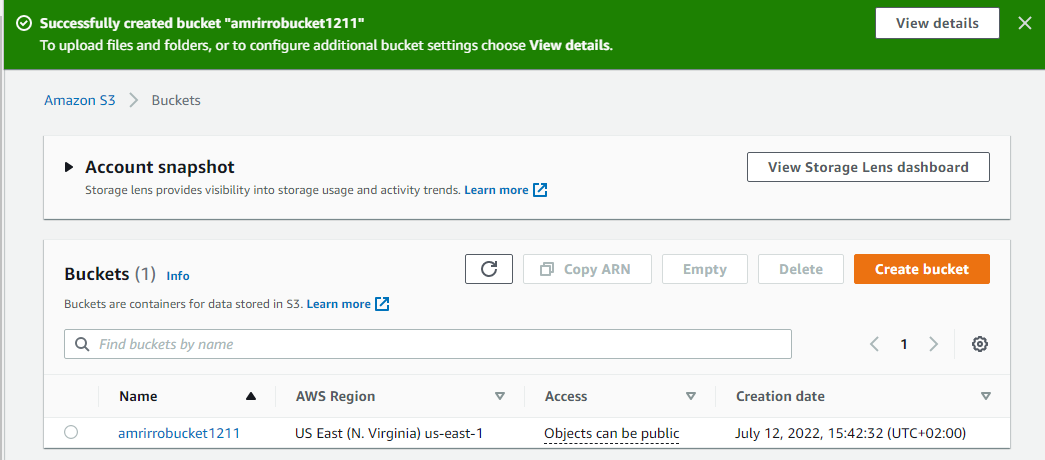 Successfully created bucket "amrirrobucket1211"
View details
To upload files and folders, or to configure additional bucket settings choose View details.
Amazon S3 Buckets
Account snapshot
View Storage Lens dashboard
Storage lens provides visibility into storage usage and activity trends. Learn more
Buckets (1) Info
Copy ARN Empty Delete Create bucket
Buckets are containers for data stored in S3. Learn more
Find buckets by name
1
Name AWS Region Access Creation date
amrirrobucket1211 US East (N. Virginia) us-east-1 Objects can be public July 12, 2022, 15:42:32 (UTC+02:00)